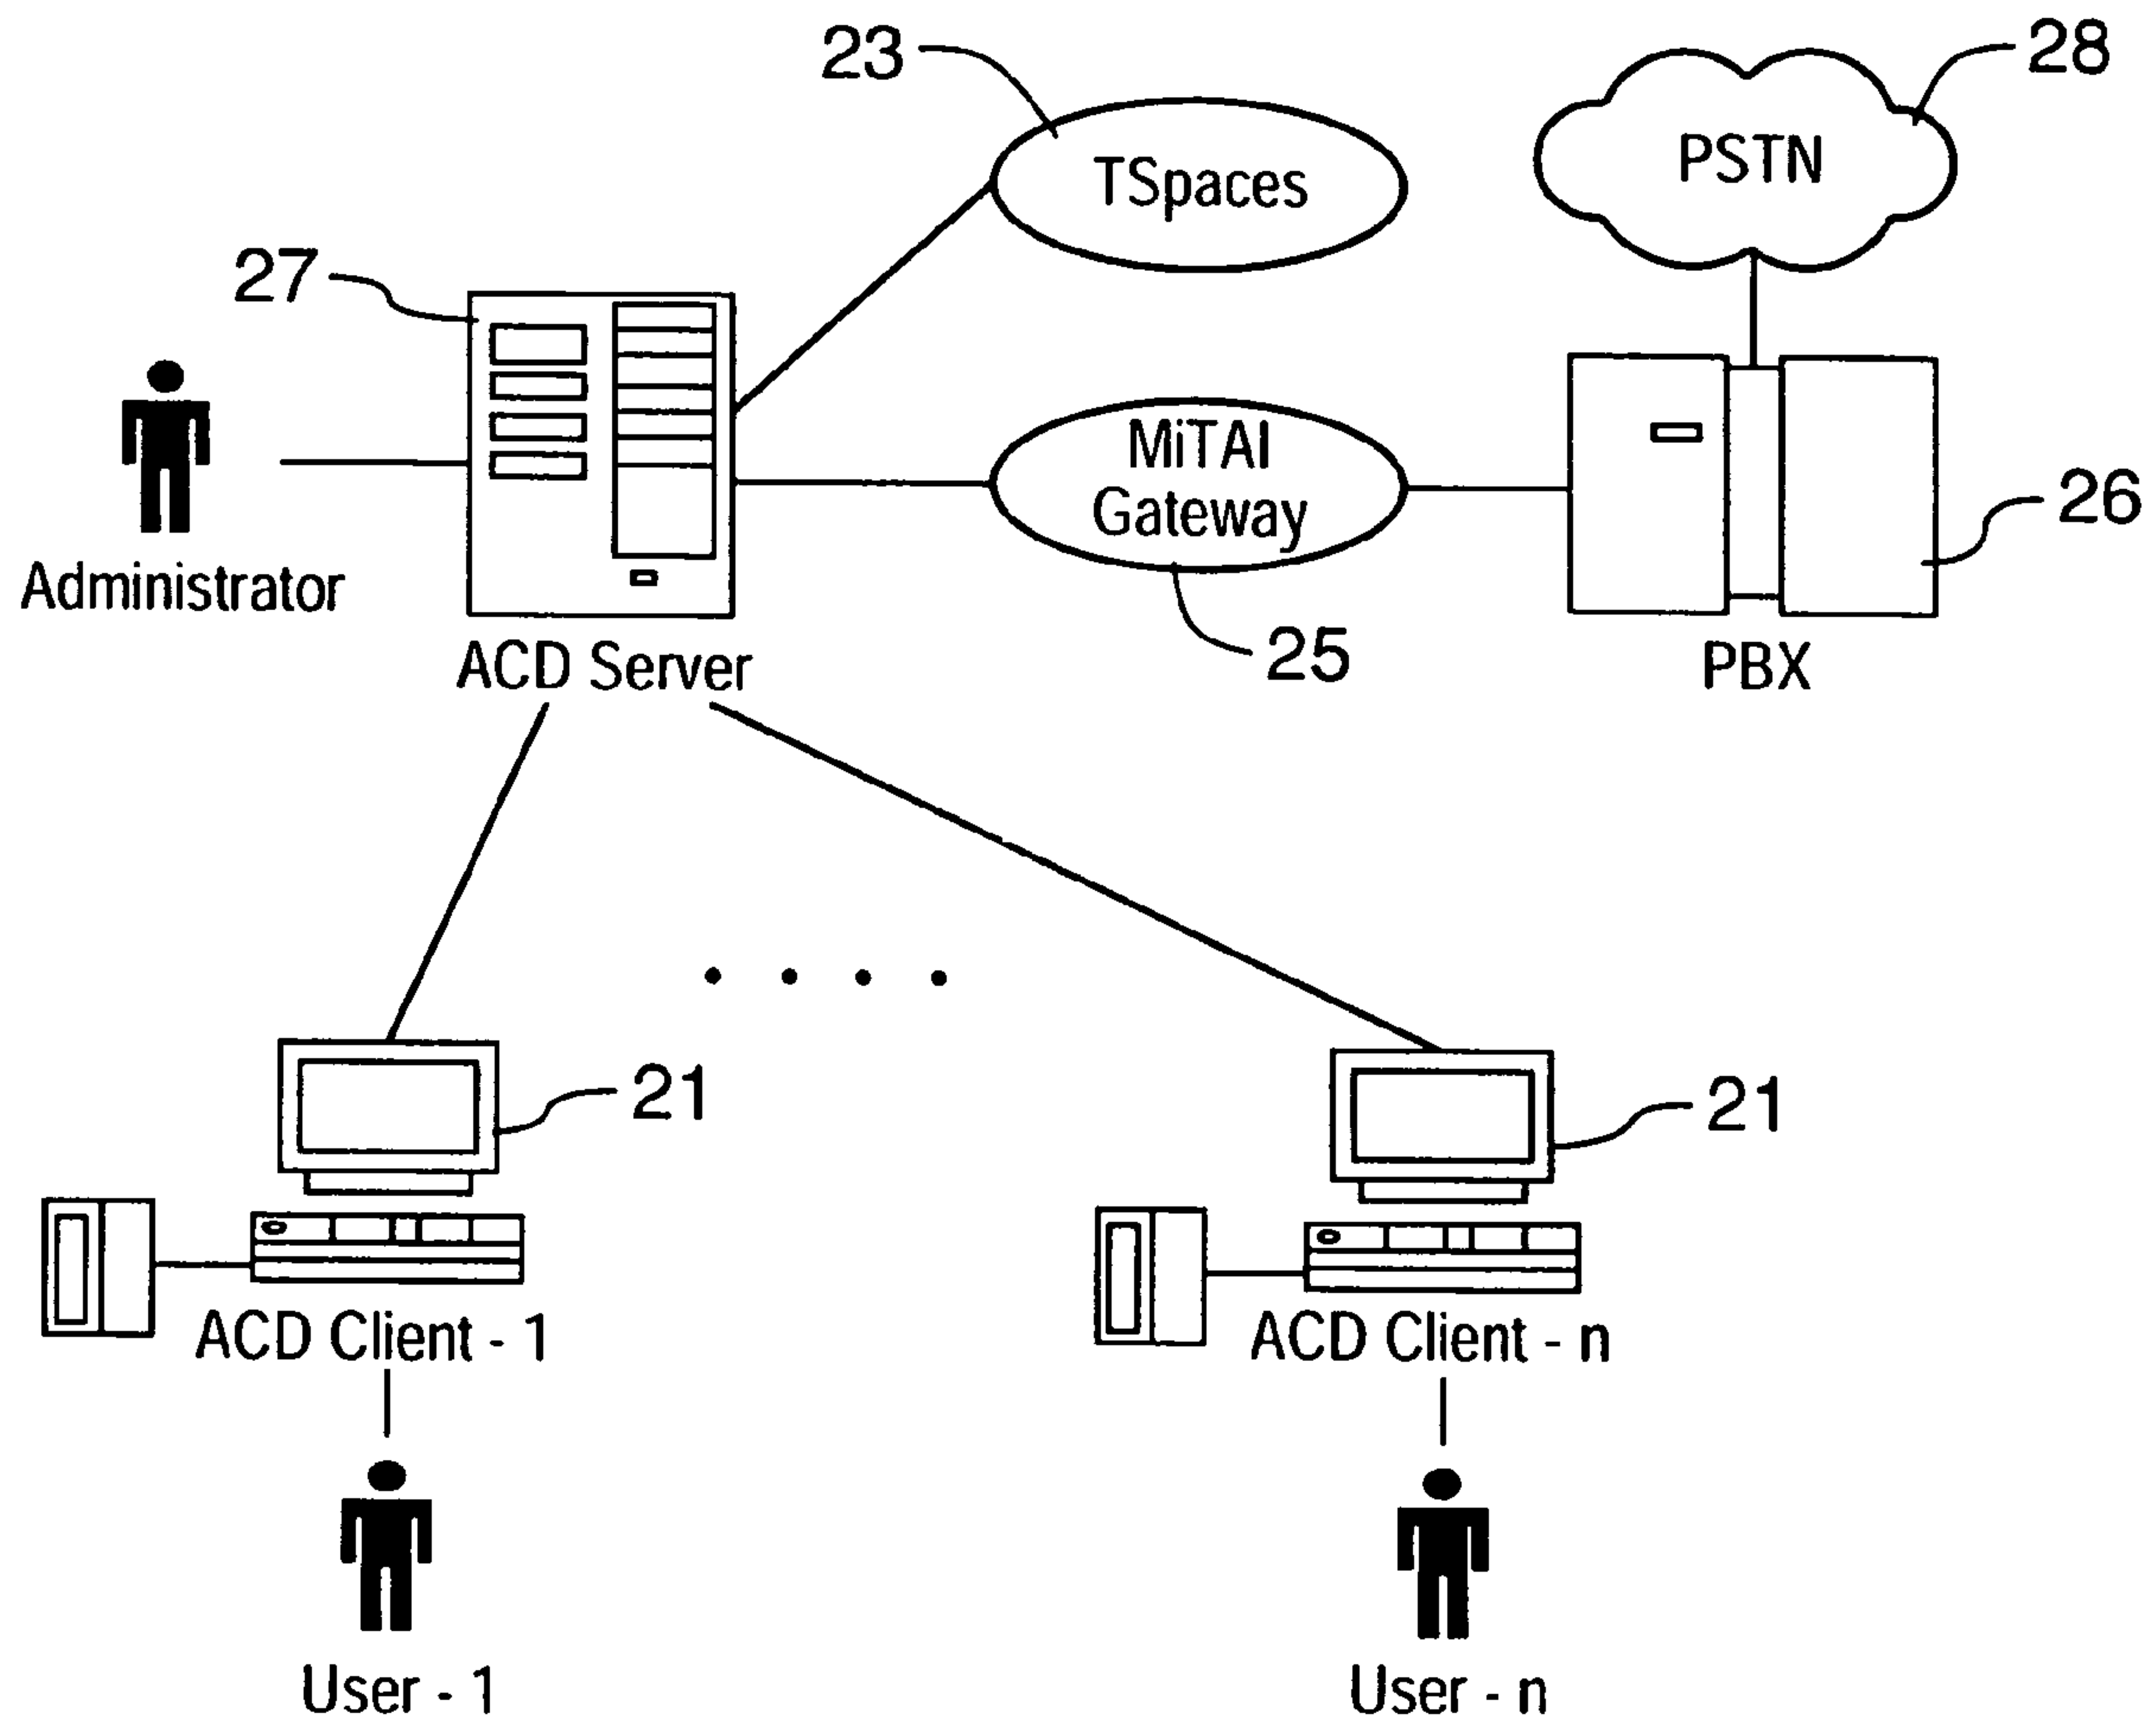 23
28
TSpaces
PSTN
27
MiTAI
Gateway
26
Administrator
ACD Server
25
PBX
21
21
ACD Client - 1
ACD Client - n
User - 1
User - n